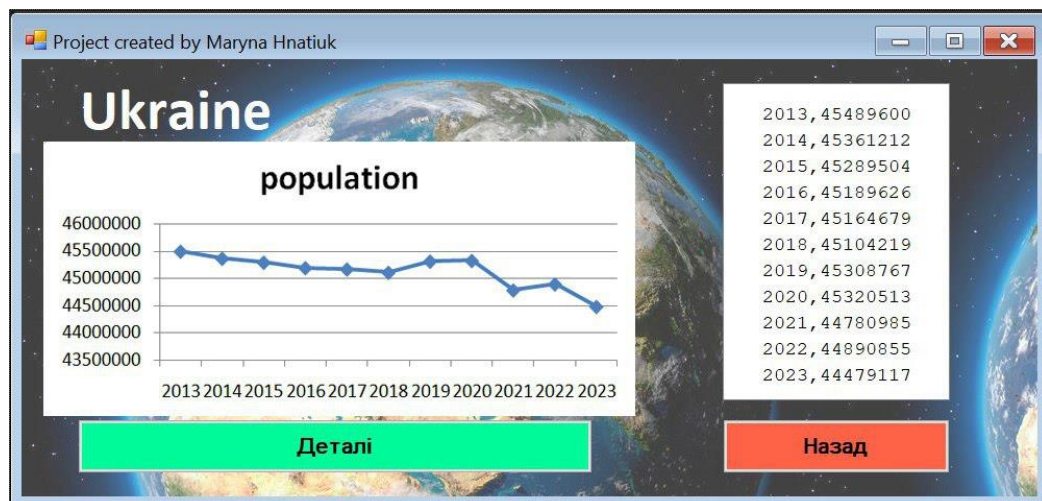 Project created by Maryna Hnatiuk
Ukraine
population
46000000
45500000
45000000
44500000
44000000
43500000
2013 2014 2015 2016 2017 2018 2019 2020 2021 2022 2023
2013,45489600
2014,45361212
2015,45289504
2016,45189626
2017,45164679
2018,45104219
2019,45308767
2020,45320513
2021,44780985
2022,44890855
2023,44479117
Деталі
Назад